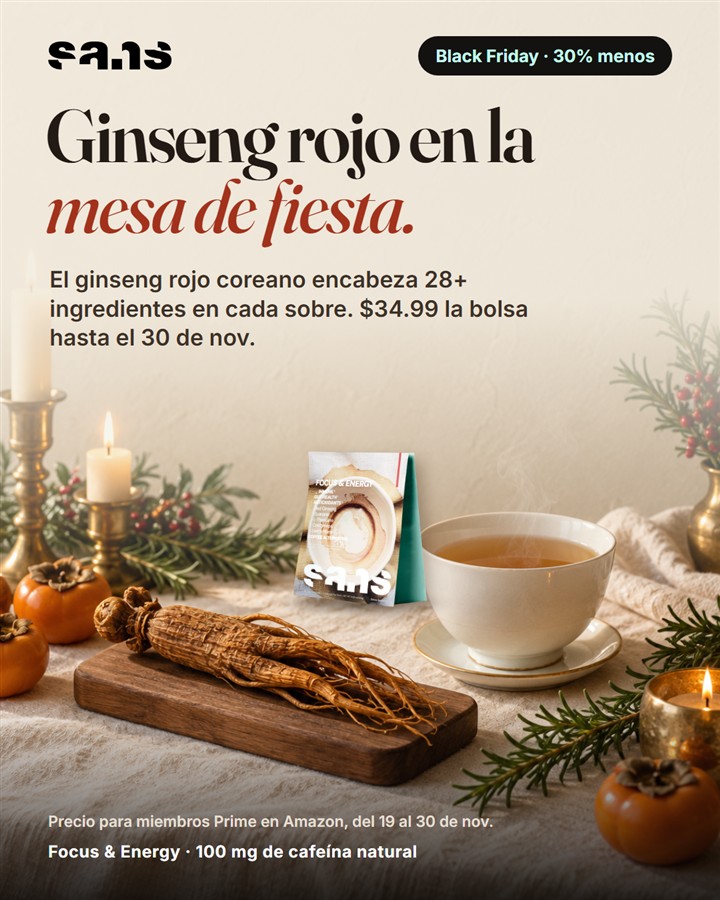 sans
Black Friday · 30% menos
Ginseng rojo en la
mesa de fiesta.
El ginseng rojo coreano encabeza 28+
ingredientes en cada sobre. $34.99 la bolsa
hasta el 30 de nov.
FOCUS & ENERGY
sans
Precio para miembros Prime en Amazon, del 19 al 30 de nov.
Focus & Energy · 100 mg de cafeína natural